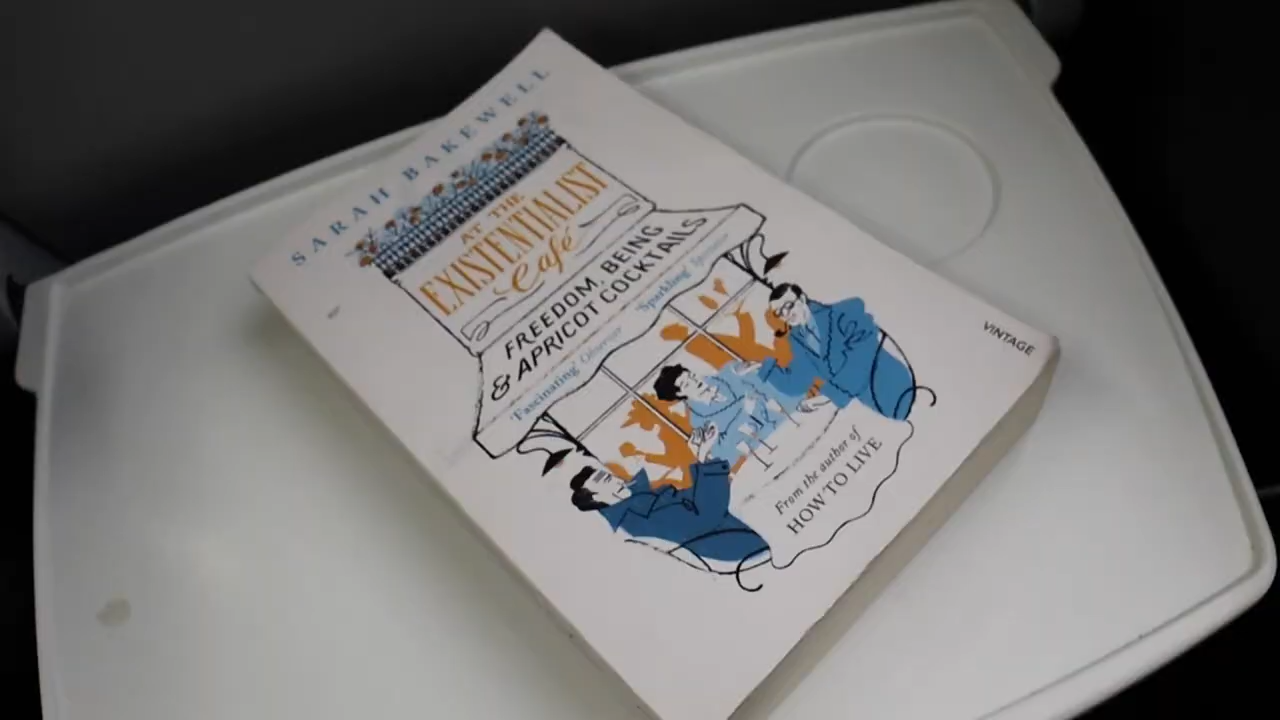 SARAH BAKEWELL
AT THE
EXISTENTIALIST
Café
FREEDOM, BEING
& APRICOT COCKTAILS
'Fascinating' Observer
'Sparkling' Spectator
From the author of
HOW TO LIVE
VINTAGE